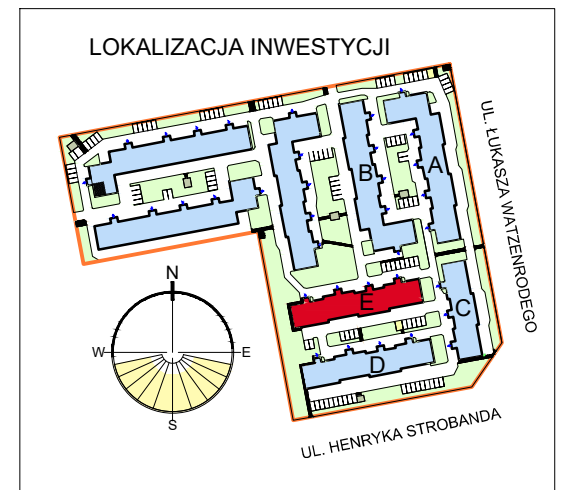 LOKALIZACJA INWESTYCJI
UL. ŁUKASZA WATZENRODEGO
A
B
N
E
C
W
E
D
S
UL. HENRYKA STROBANDA